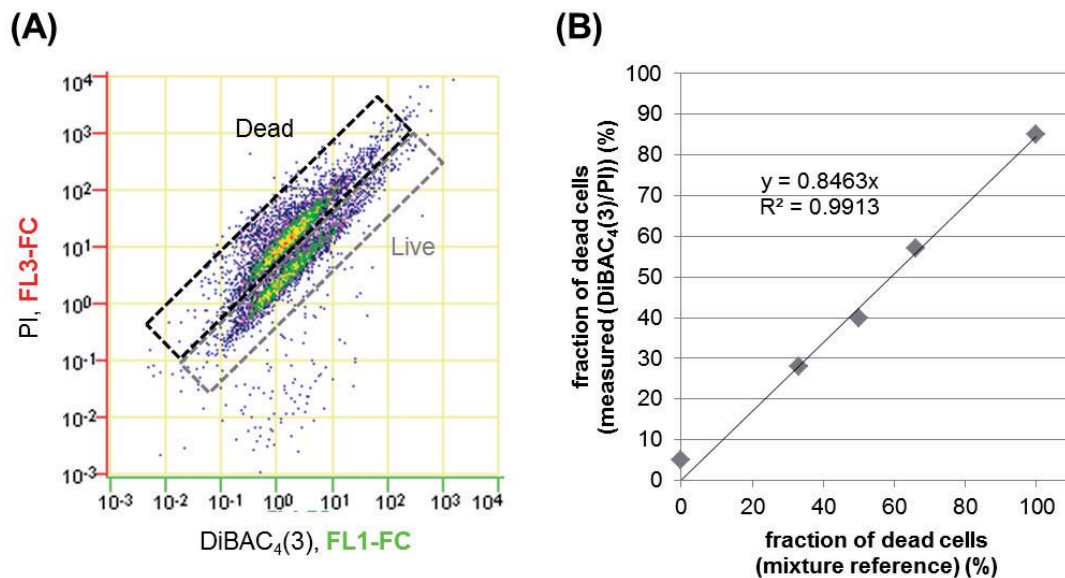 (A)
10⁴
10³
10²
10¹
10⁰
10⁻¹
10⁻²
10⁻³
PI, FL3-FC
Dead
Live
10⁻³ 10⁻² 10⁻¹ 10⁰ 10¹ 10² 10³ 10⁴
DiBAC₄(3), FL1-FC
(B)
fraction of dead cells
(measured (DiBAC₄(3)/PI)) (%)
100
90
80
70
60
50
40
30
20
10
0
y = 0.8463x
R² = 0.9913
0 20 40 60 80 100
fraction of dead cells
(mixture reference) (%)